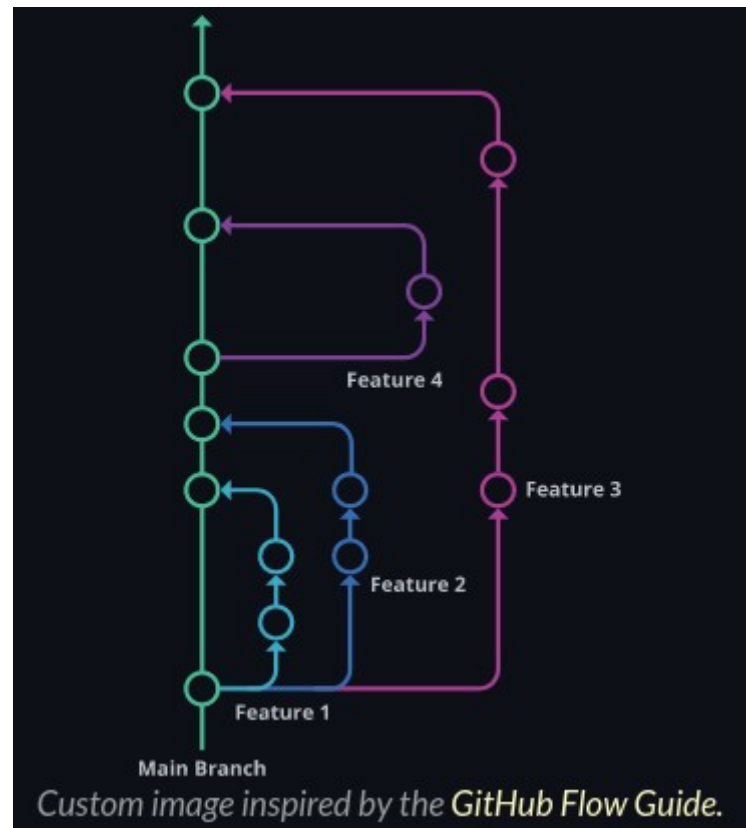 Feature 4
Feature 3
Feature 2
Feature 1
Main Branch
Custom image inspired by the GitHub Flow Guide.